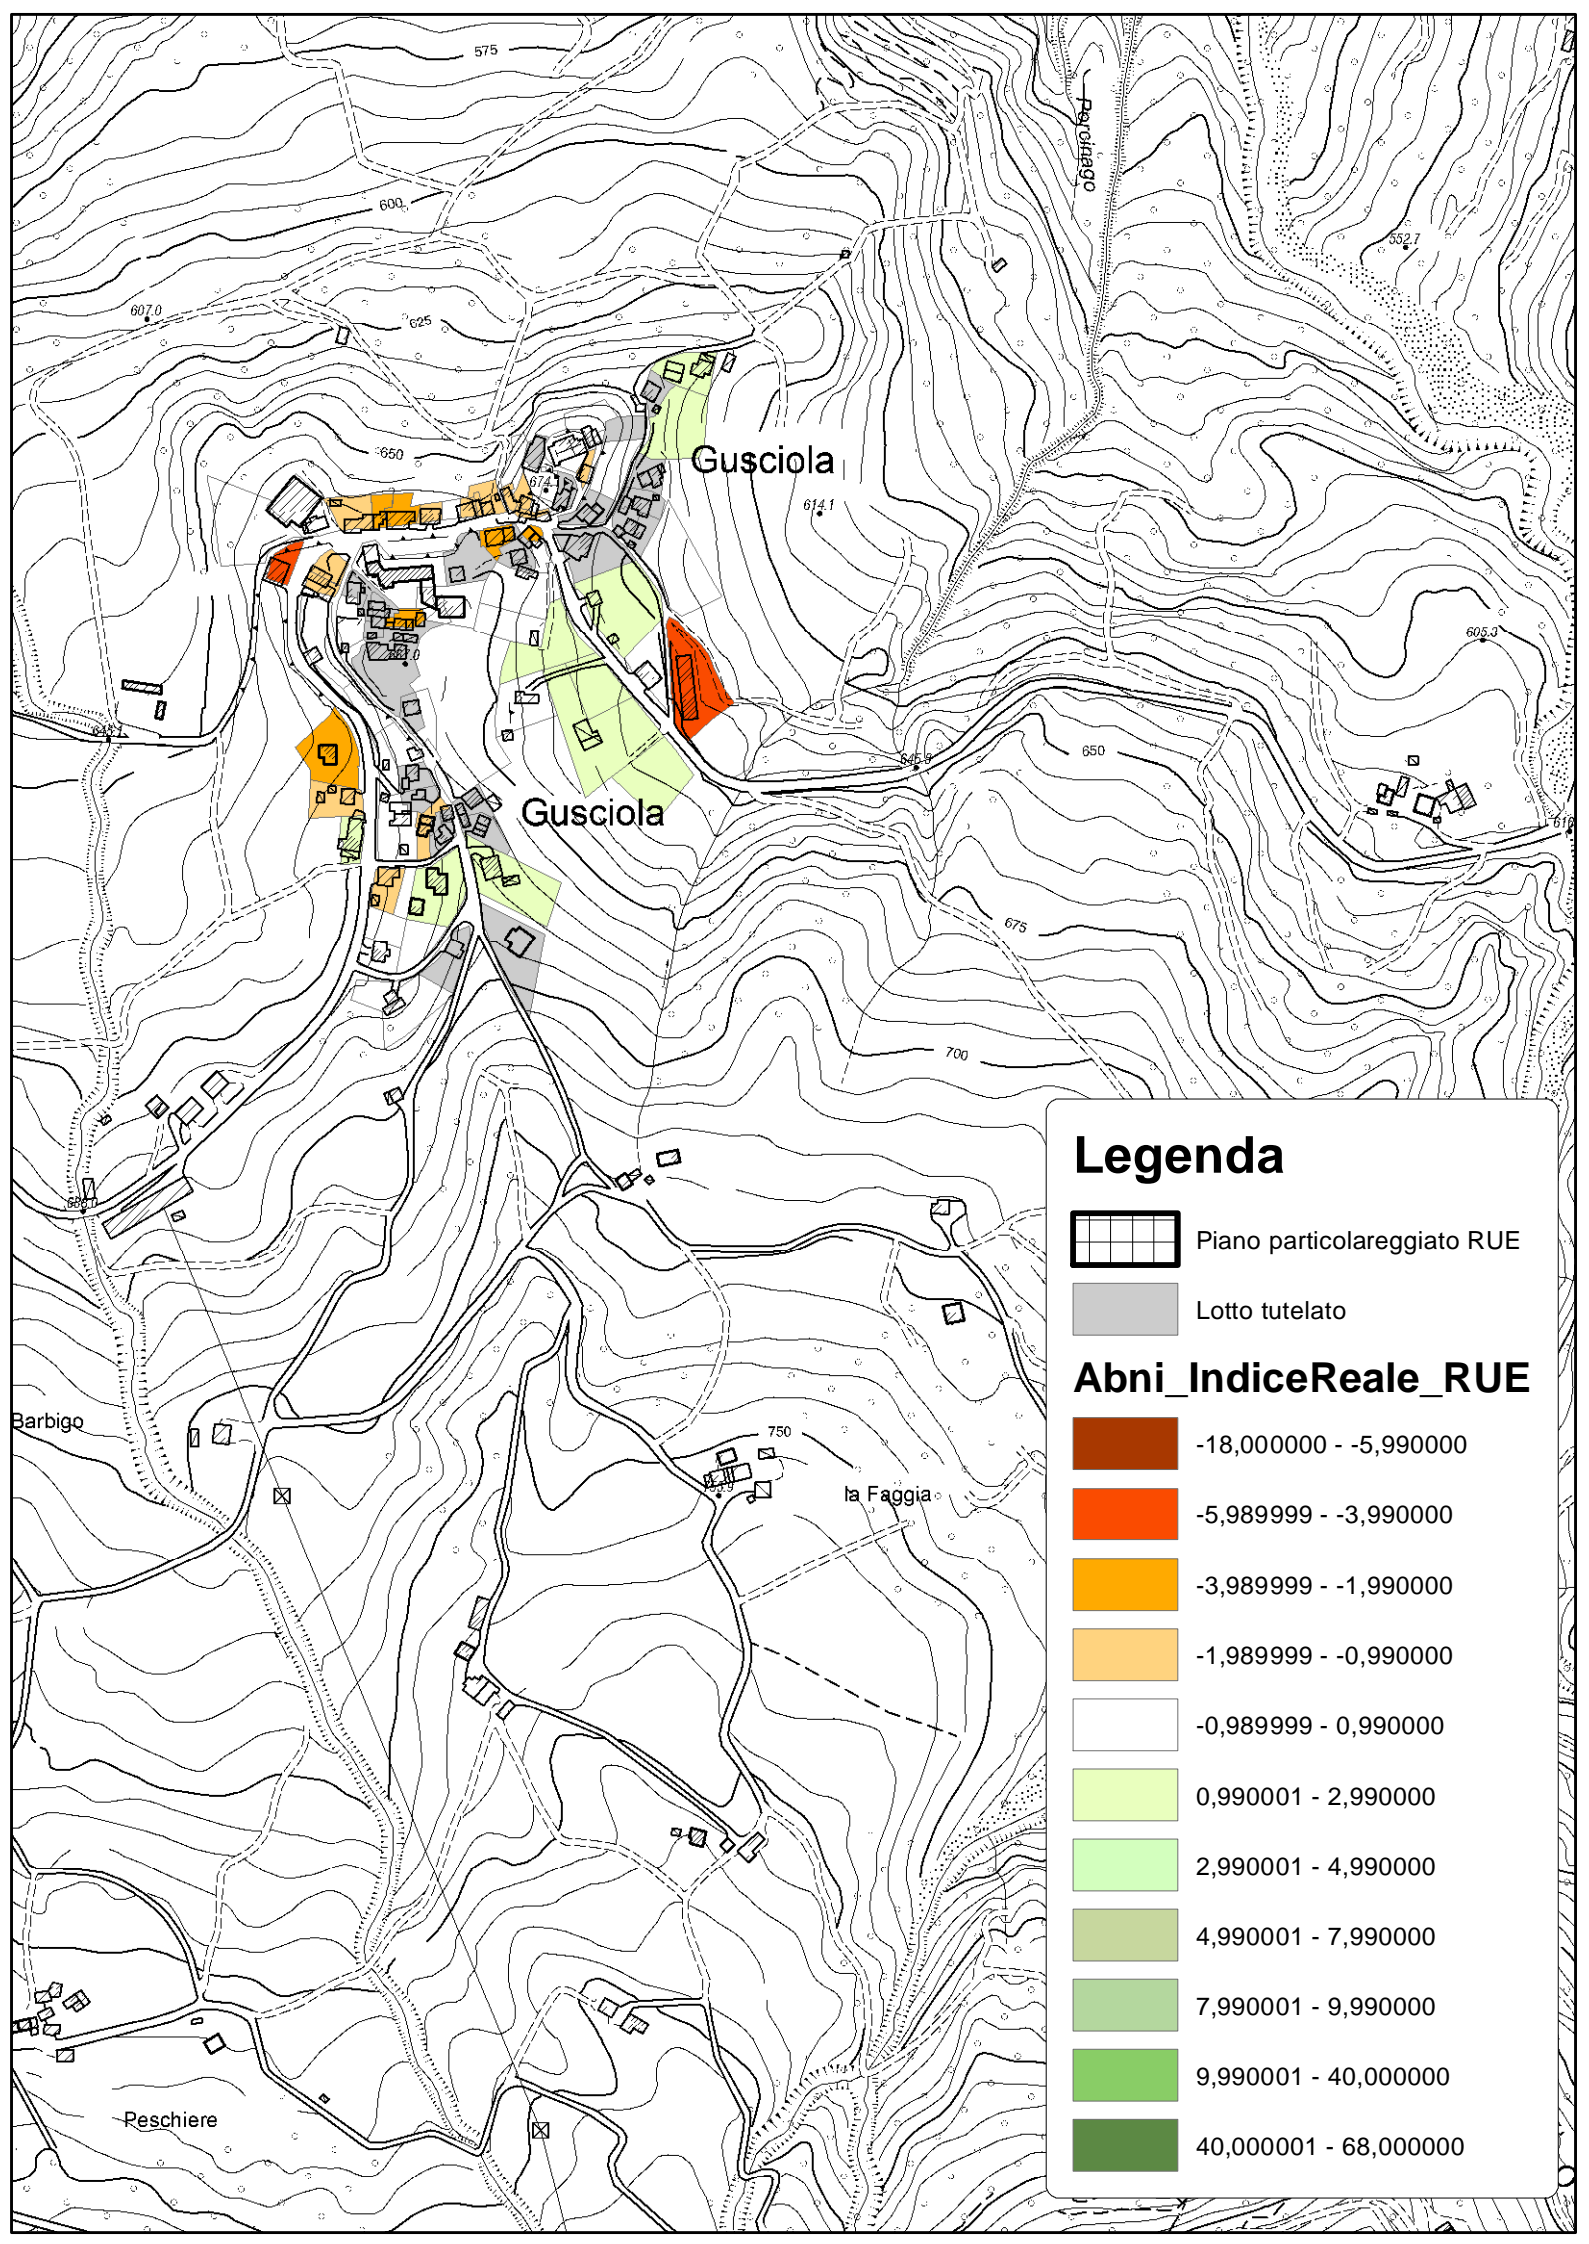 575
Porcinago
600
552.7
607.0
625
650
Gusciola
674.
614.1
605.3
645.1
650
Gusciola
675
700
Legenda
Piano particolareggiato RUE
Lotto tutelato
Abni_IndiceReale_RUE
-18,000000 - -5,990000
-5,989999 - -3,990000
-3,989999 - -1,990000
-1,989999 - -0,990000
-0,989999 - 0,990000
0,990001 - 2,990000
2,990001 - 4,990000
4,990001 - 7,990000
7,990001 - 9,990000
9,990001 - 40,000000
40,000001 - 68,000000
Barbigo
750
la Faggia
Peschiere